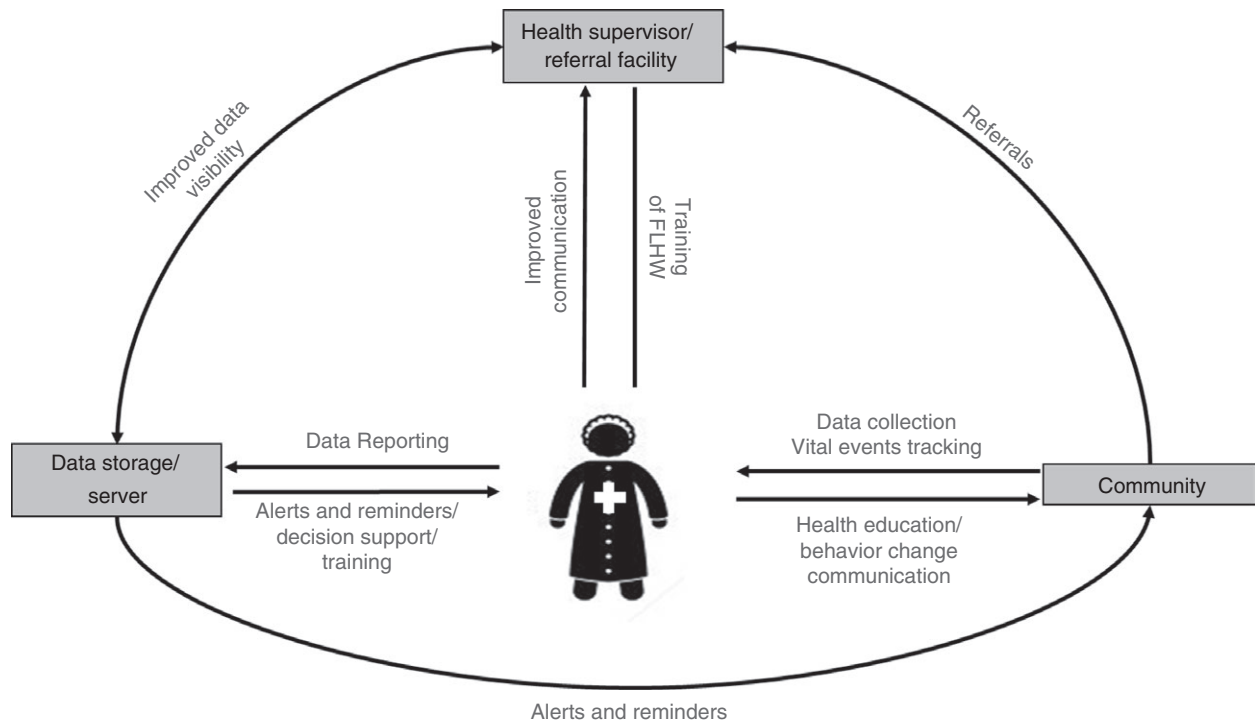 Health supervisor/
referral facility
Improved data
visibility
Referrals
Improved
communication
Training
of FLHW
Data storage/
server
Data Reporting
Alerts and reminders/
decision support/
training
Data collection
Vital events tracking
Community
Health education/
behavior change
communication
Alerts and reminders